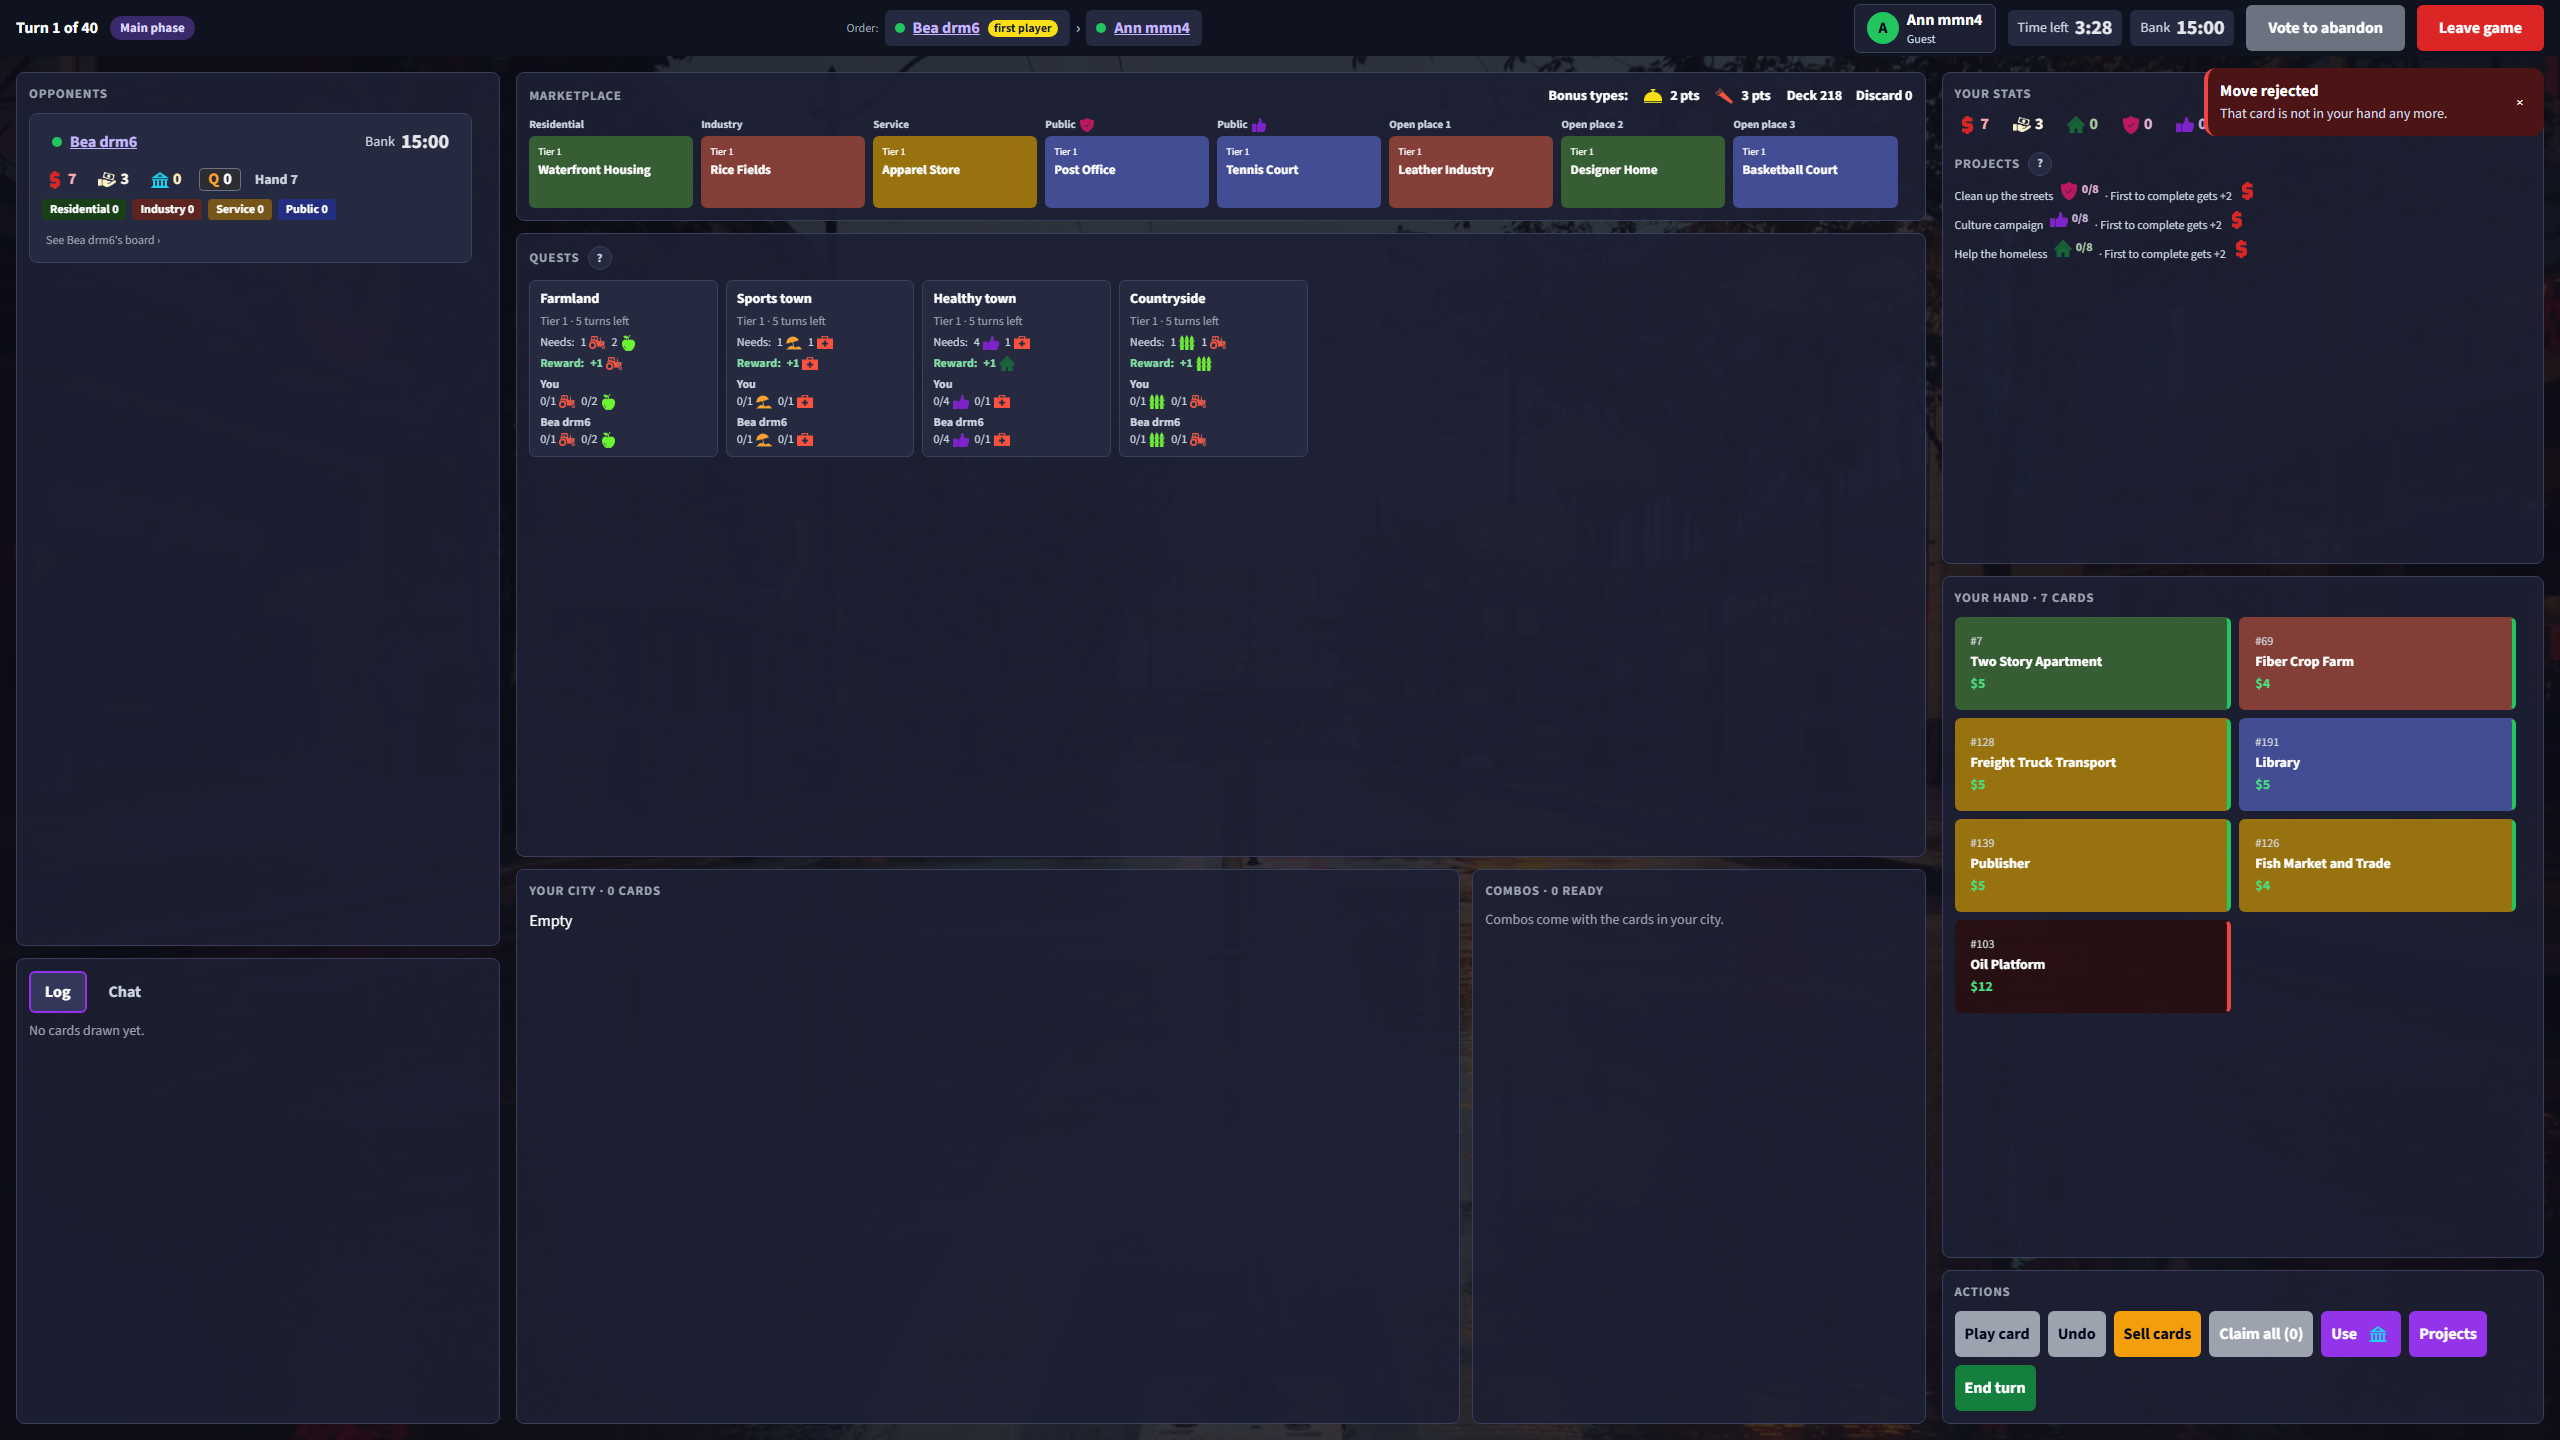 Turn 1 of 40 Main phase
Order: Bea drm6 first player › Ann mmn4
A Ann mmn4
Guest
Time left 3:28 Bank 15:00 Vote to abandon Leave game
OPPONENTS
Bea drm6 Bank 15:00
7 3 0 Q 0 Hand 7
Residential 0 Industry 0 Service 0 Public 0
See Bea drm6's board ›
Log Chat
No cards drawn yet.
MARKETPLACE Bonus types: 2 pts 3 pts Deck 218 Discard 0
Residential Industry Service Public Public Open place 1 Open place 2 Open place 3
Tier 1 Tier 1 Tier 1 Tier 1 Tier 1 Tier 1 Tier 1 Tier 1
Waterfront Housing Rice Fields Apparel Store Post Office Tennis Court Leather Industry Designer Home Basketball Court
QUESTS ?
Farmland
Tier 1 · 5 turns left
Needs: 1 2
Reward: +1
You
0/1 0/2
Bea drm6
0/1 0/2
Sports town
Tier 1 · 5 turns left
Needs: 1 1
Reward: +1
You
0/1 0/1
Bea drm6
0/1 0/1
Healthy town
Tier 1 · 5 turns left
Needs: 4 1
Reward: +1
You
0/4 0/1
Bea drm6
0/4 0/1
Countryside
Tier 1 · 5 turns left
Needs: 1 1
Reward: +1
You
0/1 0/1
Bea drm6
0/1 0/1
YOUR CITY · 0 CARDS
Empty
COMBOS · 0 READY
Combos come with the cards in your city.
YOUR STATS
$ 7 3 0 0 0
Move rejected
That card is not in your hand any more.
×
PROJECTS ?
Clean up the streets 0/8 · First to complete gets +2 $
Culture campaign 0/8 · First to complete gets +2 $
Help the homeless 0/8 · First to complete gets +2 $
YOUR HAND · 7 CARDS
#7
Two Story Apartment
$5
#69
Fiber Crop Farm
$4
#128
Freight Truck Transport
$5
#191
Library
$5
#139
Publisher
$5
#126
Fish Market and Trade
$4
#103
Oil Platform
$12
ACTIONS
Play card Undo Sell cards Claim all (0) Use Projects
End turn